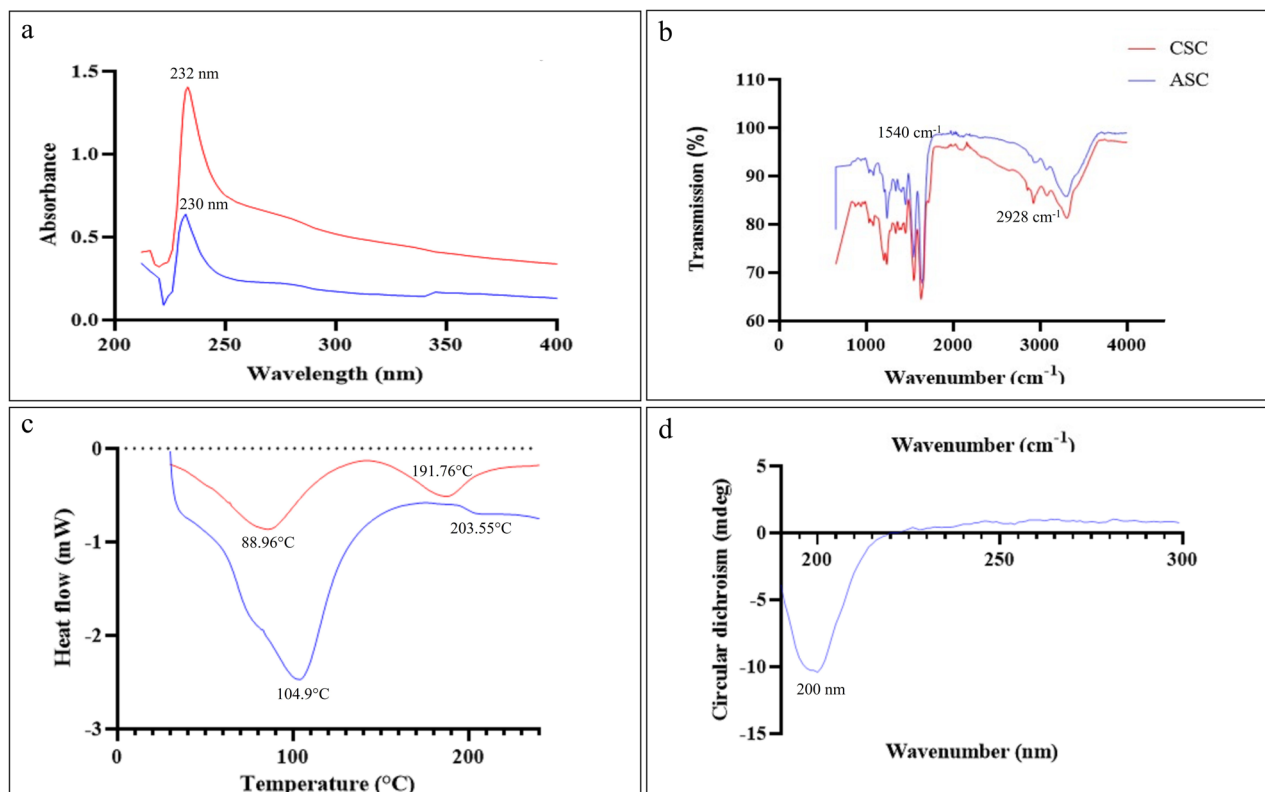 a
232 nm
230 nm
1.5
1.0
0.5
0.0
Absorbance
200 250 300 350 400
Wavelength (nm)
b
CSC
ASC
110
100
90
80
70
60
Transmission (%)
1540 cm-1
2928 cm-1
0 1000 2000 3000 4000
Wavenumber (cm-1)
c
0
-1
-2
-3
Heat flow (mW)
191.76°C
88.96°C
203.55°C
104.9°C
0 100 200
Temperature (°C)
d
Wavenumber (cm-1)
5
0
-5
-10
-15
Circular dichroism (mdeg)
200 250 300
200 nm
Wavenumber (nm)